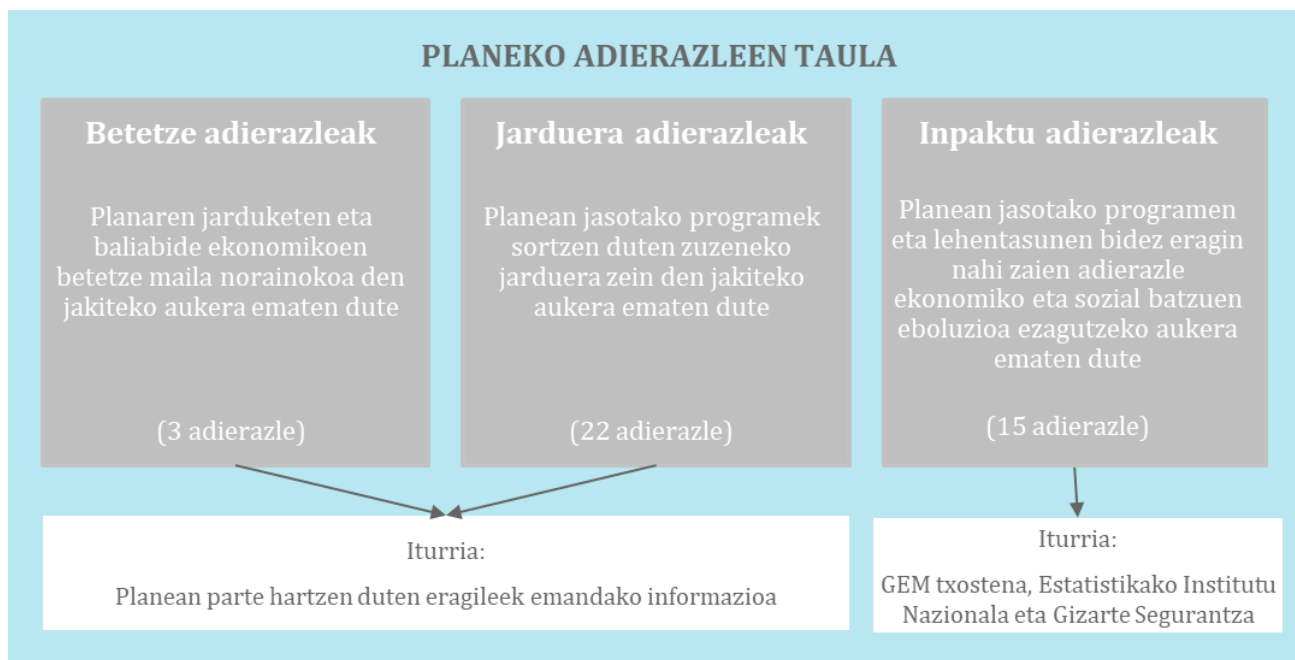 PLANEKO ADIERAZLEEN TAULA
Betetze adierazleak
Planaren jarduketen eta
baliabide ekonomikoen
betetze maila norainokoa den
jakiteko aukera ematen dute
(3 adierazle)
Jarduera adierazleak
Planean jasotako programek
sortzen duten zuzeneko
jarduera zein den jakiteko
aukera ematen dute
(22 adierazle)
Inpaktu adierazleak
Planean jasotako programen
eta lehentasunen bidez eragin
nahi zaien adierazle
ekonomiko eta sozial batzuen
eboluzioa ezagutzeko aukera
ematen dute
(15 adierazle)
Iturria:
Planean parte hartzen duten eragileek emandako informazioa
Iturria:
GEM txostena, Estatistikako Institutu
Nazionala eta Gizarte Segurantza